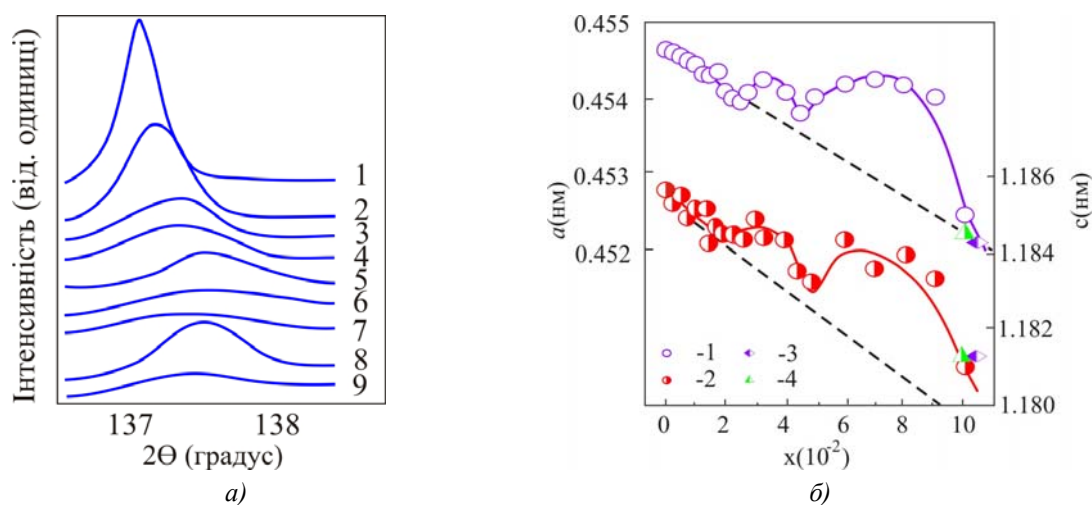 Інтенсивність (від. одиниці)
1
2
3
4
5
6
7
8
9
137 138
2Θ (градус)
а)
a(нм)
0.455
0.454
0.453
0.452
-1 -3
-2 -4
0 2 4 6 8 10
x(10⁻²)
1.186
1.184
1.182
1.180
c(нм)
б)